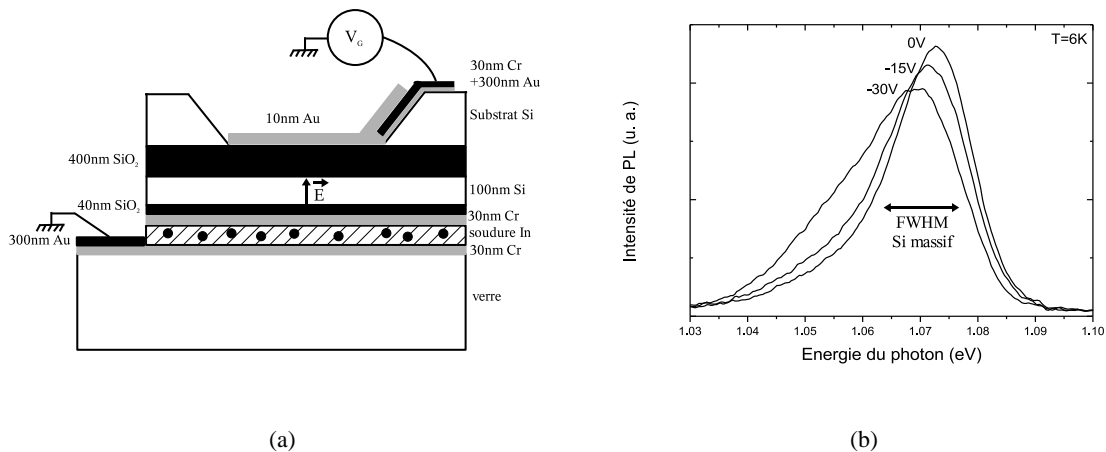 V_G
30nm Cr
+300nm Au
10nm Au
Substrat Si
400nm SiO₂
100nm Si
E
40nm SiO₂
30nm Cr
soudure In
300nm Au
30nm Cr
verre
(a)
T=6K
0V
-15V
-30V
FWHM
Si massif
Intensité de PL (u. a.)
1.03 1.04 1.05 1.06 1.07 1.08 1.09 1.10
Energie du photon (eV)
(b)